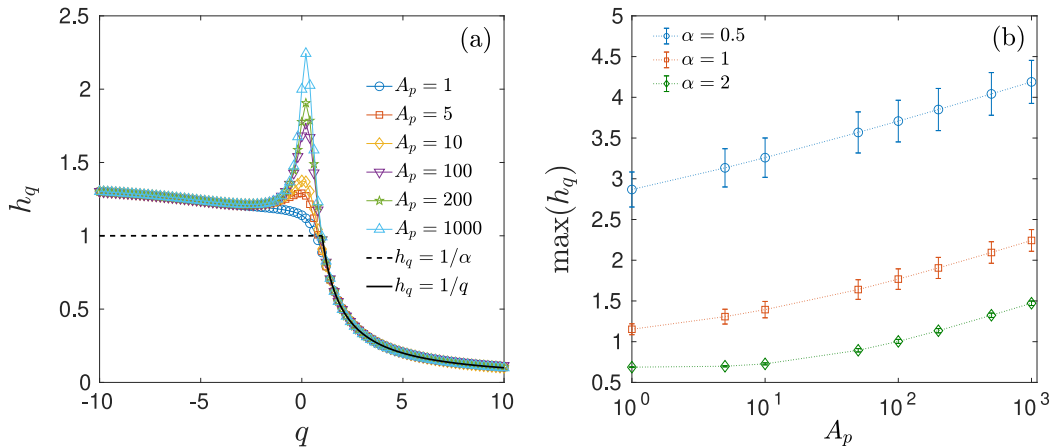 (a)
h_q
2.5
2
1.5
1
0.5
0
-10
-5
0
5
10
q
A_p = 1
A_p = 5
A_p = 10
A_p = 100
A_p = 200
A_p = 1000
h_q = 1/α
h_q = 1/q
(b)
max(h_q)
5
4.5
4
3.5
3
2.5
2
1.5
1
0.5
10^0
10^1
10^2
10^3
A_p
α = 0.5
α = 1
α = 2